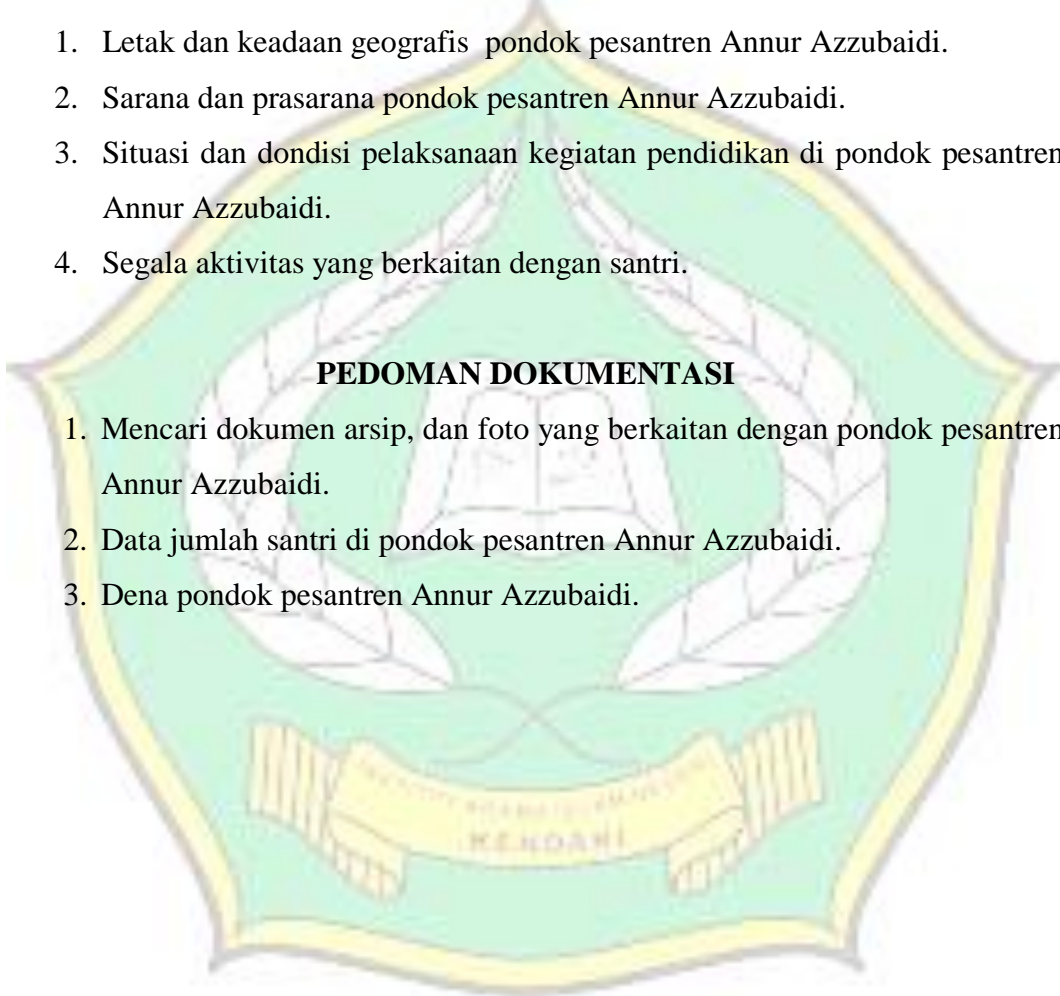 1. Letak dan keadaan geografis pondok pesantren Annur Azzubaidi.
2. Sarana dan prasarana pondok pesantren Annur Azzubaidi.
3. Situasi dan dondisi pelaksanaan kegiatan pendidikan di pondok pesantren
Annur Azzubaidi.
4. Segala aktivitas yang berkaitan dengan santri.
PEDOMAN DOKUMENTASI
1. Mencari dokumen arsip, dan foto yang berkaitan dengan pondok pesantren
Annur Azzubaidi.
2. Data jumlah santri di pondok pesantren Annur Azzubaidi.
3. Dena pondok pesantren Annur Azzubaidi.
KENDARI